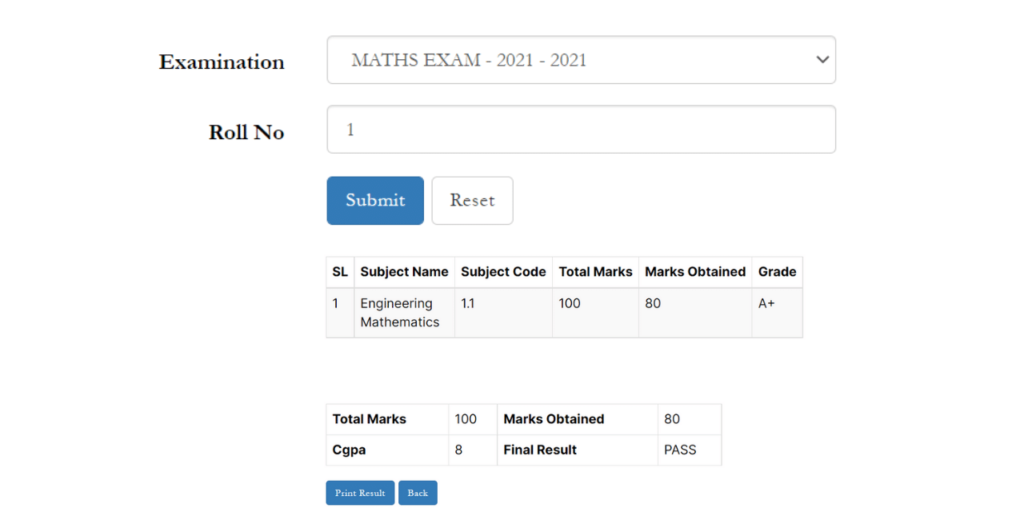 Examination
MATHS EXAM - 2021 - 2021
Roll No
1
Submit Reset
SL Subject Name Subject Code Total Marks Marks Obtained Grade
1 Engineering 1.1 100 80 A+
Mathematics
Total Marks 100 Marks Obtained 80
Cgpa 8 Final Result PASS
Print Result Back